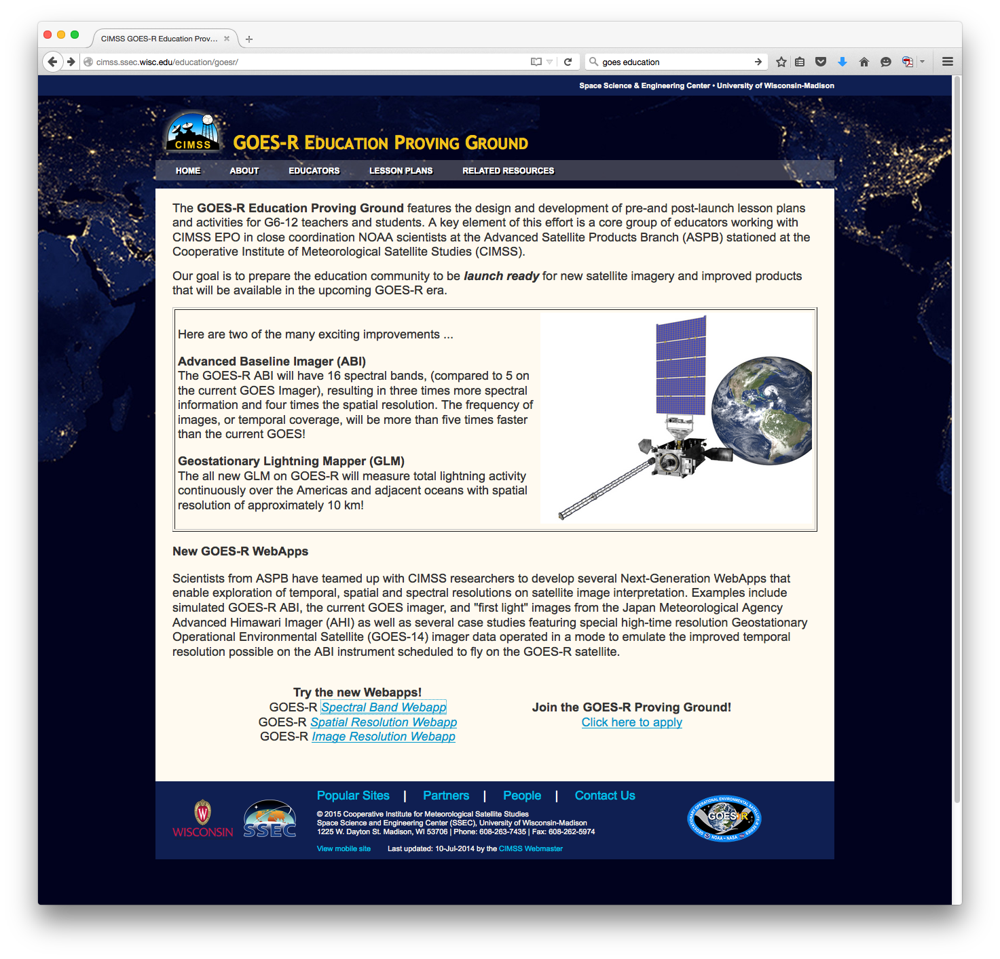 CIMSS GOES-R Education Prov...
cimss.ssec.wisc.edu/education/goesr/
goes education
Space Science & Engineering Center • University of Wisconsin-Madison
CIMSS
GOES-R EDUCATION PROVING GROUND
HOME ABOUT EDUCATORS LESSON PLANS RELATED RESOURCES
The GOES-R Education Proving Ground features the design and development of pre-and post-launch lesson plans
and activities for G6-12 teachers and students. A key element of this effort is a core group of educators working with
CIMSS EPO in close coordination NOAA scientists at the Advanced Satellite Products Branch (ASPB) stationed at the
Cooperative Institute of Meteorological Satellite Studies (CIMSS).
Our goal is to prepare the education community to be launch ready for new satellite imagery and improved products
that will be available in the upcoming GOES-R era.
Here are two of the many exciting improvements ...
Advanced Baseline Imager (ABI)
The GOES-R ABI will have 16 spectral bands, (compared to 5 on
the current GOES Imager), resulting in three times more spectral
information and four times the spatial resolution. The frequency of
images, or temporal coverage, will be more than five times faster
than the current GOES!
Geostationary Lightning Mapper (GLM)
The all new GLM on GOES-R will measure total lightning activity
continuously over the Americas and adjacent oceans with spatial
resolution of approximately 10 km!
New GOES-R WebApps
Scientists from ASPB have teamed up with CIMSS researchers to develop several Next-Generation WebApps that
enable exploration of temporal, spatial and spectral resolutions on satellite image interpretation. Examples include
simulated GOES-R ABI, the current GOES imager, and "first light" images from the Japan Meteorological Agency
Advanced Himawari Imager (AHI) as well as several case studies featuring special high-time resolution Geostationary
Operational Environmental Satellite (GOES-14) imager data operated in a mode to emulate the improved temporal
resolution possible on the ABI instrument scheduled to fly on the GOES-R satellite.
Try the new Webapps!
GOES-R Spectral Band Webapp
GOES-R Spatial Resolution Webapp
GOES-R Image Resolution Webapp
Join the GOES-R Proving Ground!
Click here to apply
W
WISCONSIN
SSEC
Popular Sites | Partners | People | Contact Us
© 2015 Cooperative Institute for Meteorological Satellite Studies
Space Science and Engineering Center (SSEC), University of Wisconsin-Madison
1225 W. Dayton St. Madison, WI 53706 | Phone: 608-263-7435 | Fax: 608-262-5974
View mobile site Last updated: 10-Jul-2014 by the CIMSS Webmaster
GEOSTATIONARY OPERATIONAL ENVIRONMENTAL SATELLITE R SERIES
GOES-R
NOAA - NASA